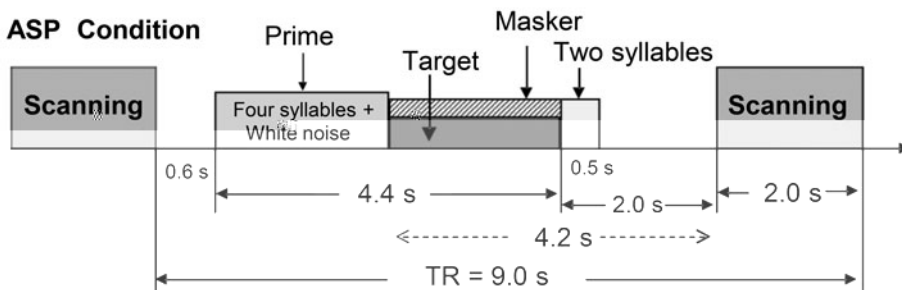 ASP Condition
Prime
Masker
Target
Two syllables
Scanning
Four syllables +
White noise
Scanning
0.6 s
0.5 s
4.4 s
2.0 s
2.0 s
4.2 s
TR = 9.0 s